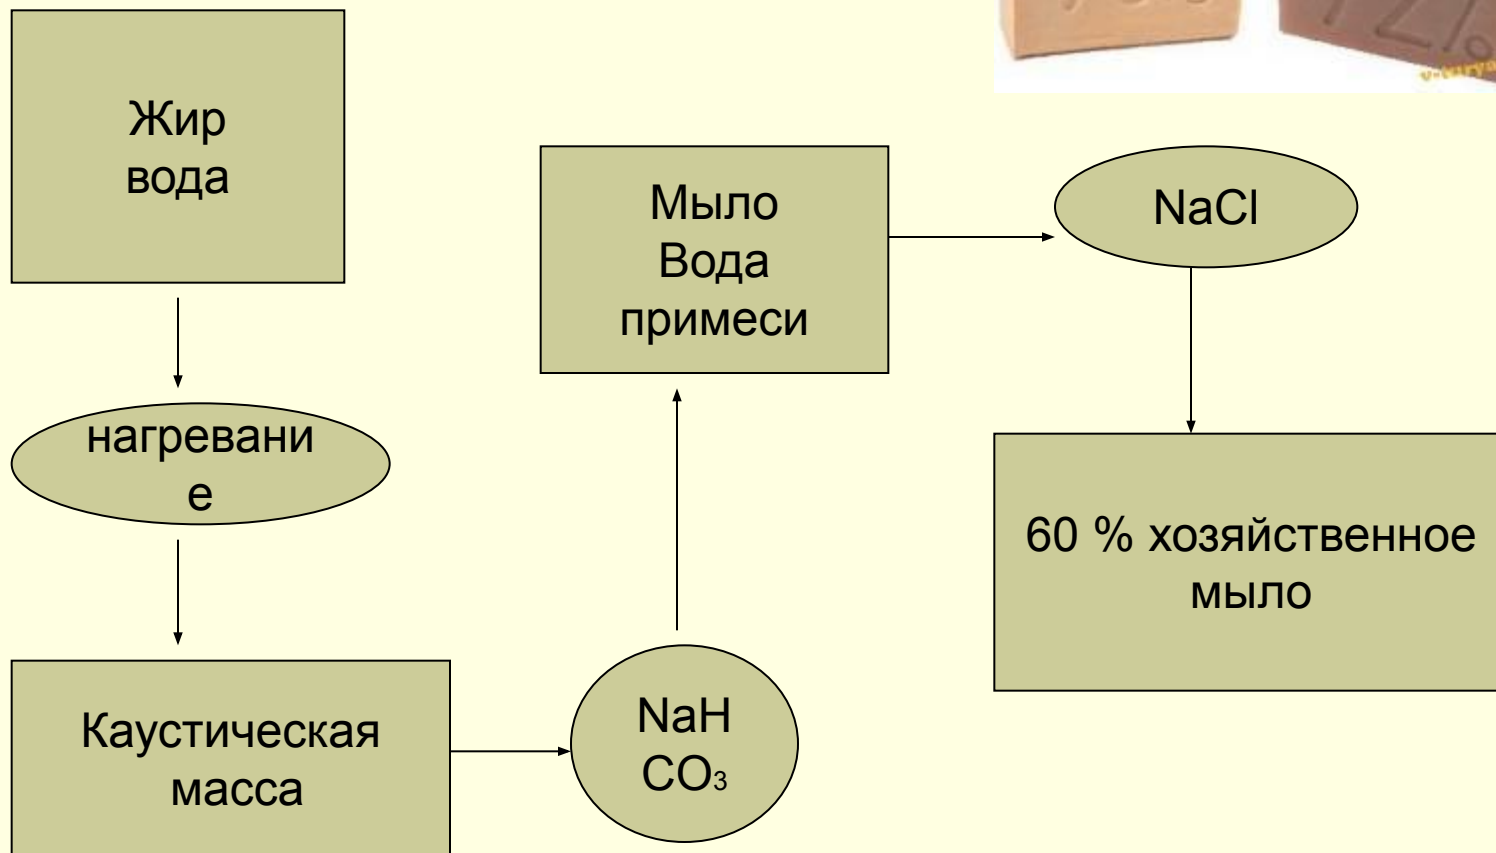 Жир
вода
нагревани
е
Каустическая
масса
NaH
CO₃
Мыло
Вода
примеси
NaCl
60 % хозяйственное
мыло